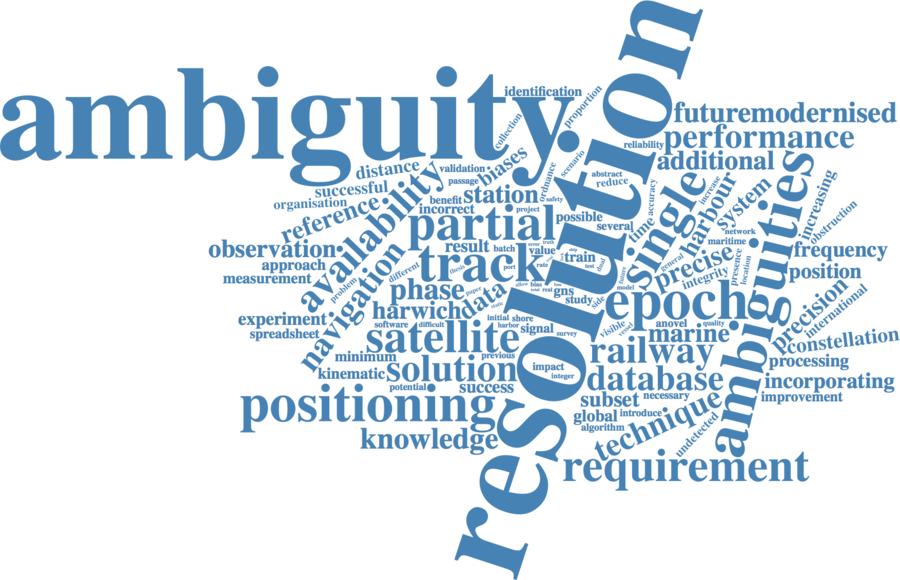 ambiguity
resolution
identification
proportion
collection
futuremodernised
reliability
performance
additional
scenario
distance
validation
biases
passage
successful
organisation
availability
reference
benefit
station
incorrect
project
ordnance
safety
abstract
reduce
accuracy
increase
single
harbour
system
ambiguities
increasing
obstruction
partial
possible
several
time
network
maritime
observation
navigation
result
batch
value
track
train
precise
general
integrity
presence
location
frequency
approach
measurement
problem
different
thesis
port
phase
paper
data
position
precision
international
harwich
gns
study
epoch
model
experiment
spreadsheet
software
difficult
initial
shore
harbor
signal
survey
visible
anovel
quality
marine
constellation
satellite
minimum
previous
railway
processing
kinematic
solution
impact
integer
database
incorporating
potential
success
subset
necessary
improvement
positioning
global
introduce
algorithm
technique
undetected
knowledge
requirement